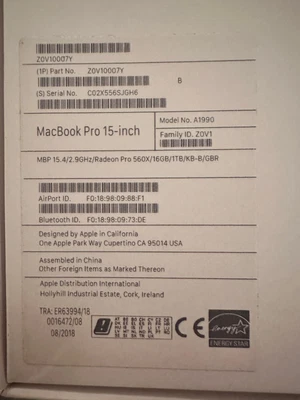 Z0V10007Y
(1P) Part No. Z0V10007Y
B
(S) Serial No. C02X556SJGH6
MacBook Pro 15-inch
Model No. A1990
Family ID. Z0V1
MBP 15.4/2.9GHz/Radeon Pro 560X/16GB/1TB/KB-B/GBR
AirPort ID. F0:18:98:09:88:F1
Bluetooth ID. F0:18:98:09:73:DE
Designed by Apple in California
One Apple Park Way Cupertino CA 95014 USA
Assembled in China
Other Foreign Items as Marked Thereon
Apple Distribution International
Hollyhill Industrial Estate, Cork, Ireland
TRA: ER63994/18
0016472/08
08/2018
CE
energy
ENERGY STAR